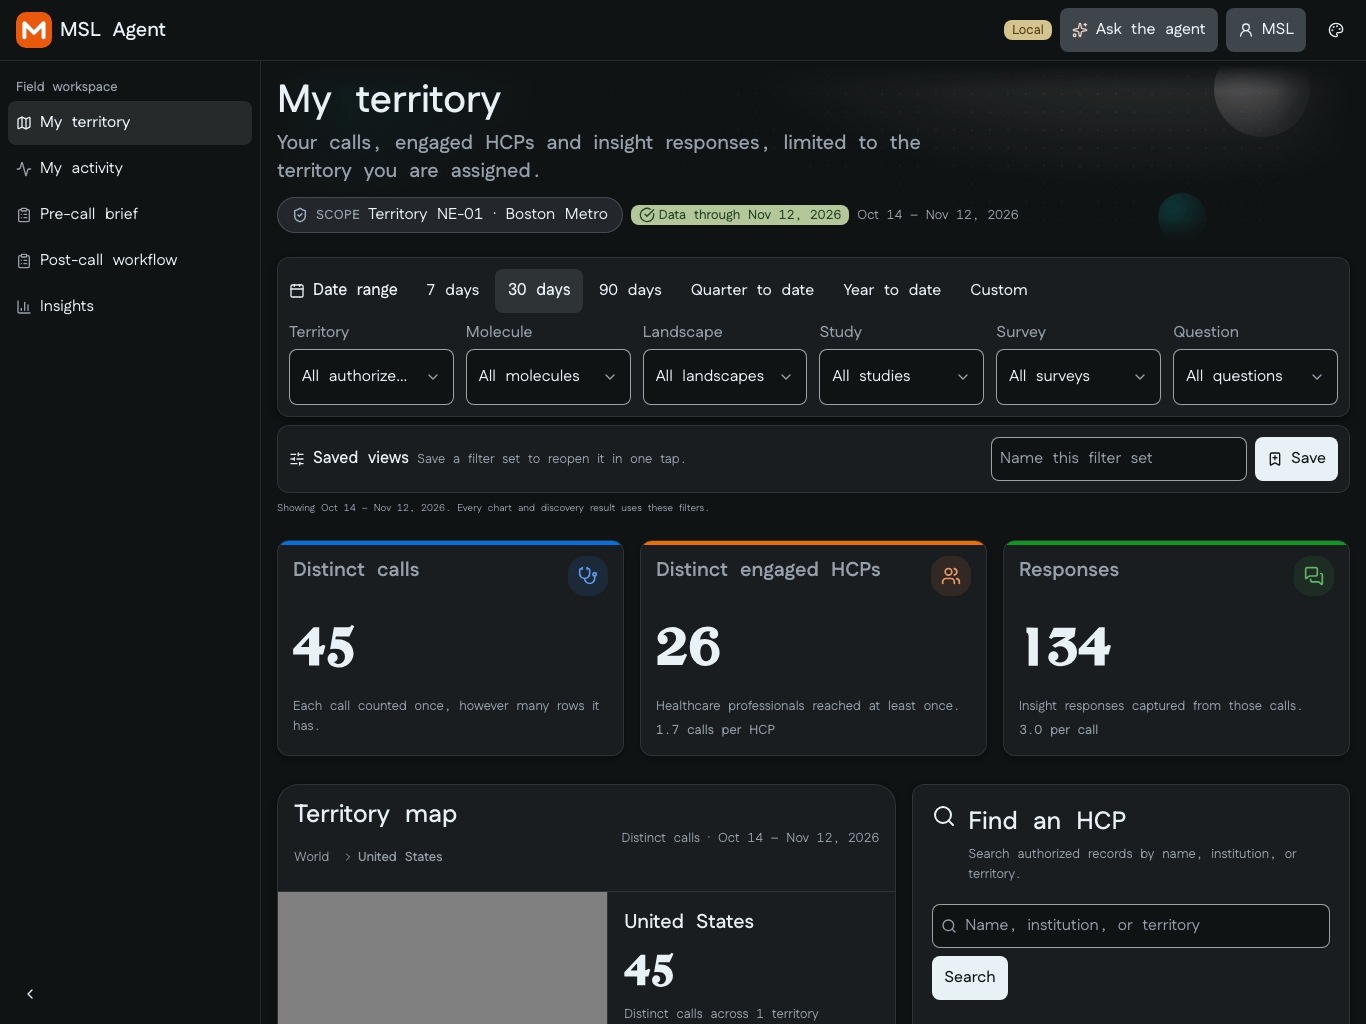 MSL Agent
Local
Ask the agent
MSL
Field workspace
My territory
My activity
Pre-call brief
Post-call workflow
Insights
My territory
Your calls, engaged HCPs and insight responses, limited to the
territory you are assigned.
SCOPE Territory NE-01 · Boston Metro
Data through Nov 12, 2026
Oct 14 – Nov 12, 2026
Date range
7 days
30 days
90 days
Quarter to date
Year to date
Custom
Territory
Molecule
Landscape
Study
Survey
Question
All authorize...
All molecules
All landscapes
All studies
All surveys
All questions
Saved views
Save a filter set to reopen it in one tap.
Name this filter set
Save
Showing Oct 14 – Nov 12, 2026. Every chart and discovery result uses these filters.
Distinct calls
45
Each call counted once, however many rows it
has.
Distinct engaged HCPs
26
Healthcare professionals reached at least once.
1.7 calls per HCP
Responses
134
Insight responses captured from those calls.
3.0 per call
Territory map
World > United States
Distinct calls · Oct 14 – Nov 12, 2026
United States
45
Distinct calls across 1 territory
Find an HCP
Search authorized records by name, institution, or
territory.
Name, institution, or territory
Search